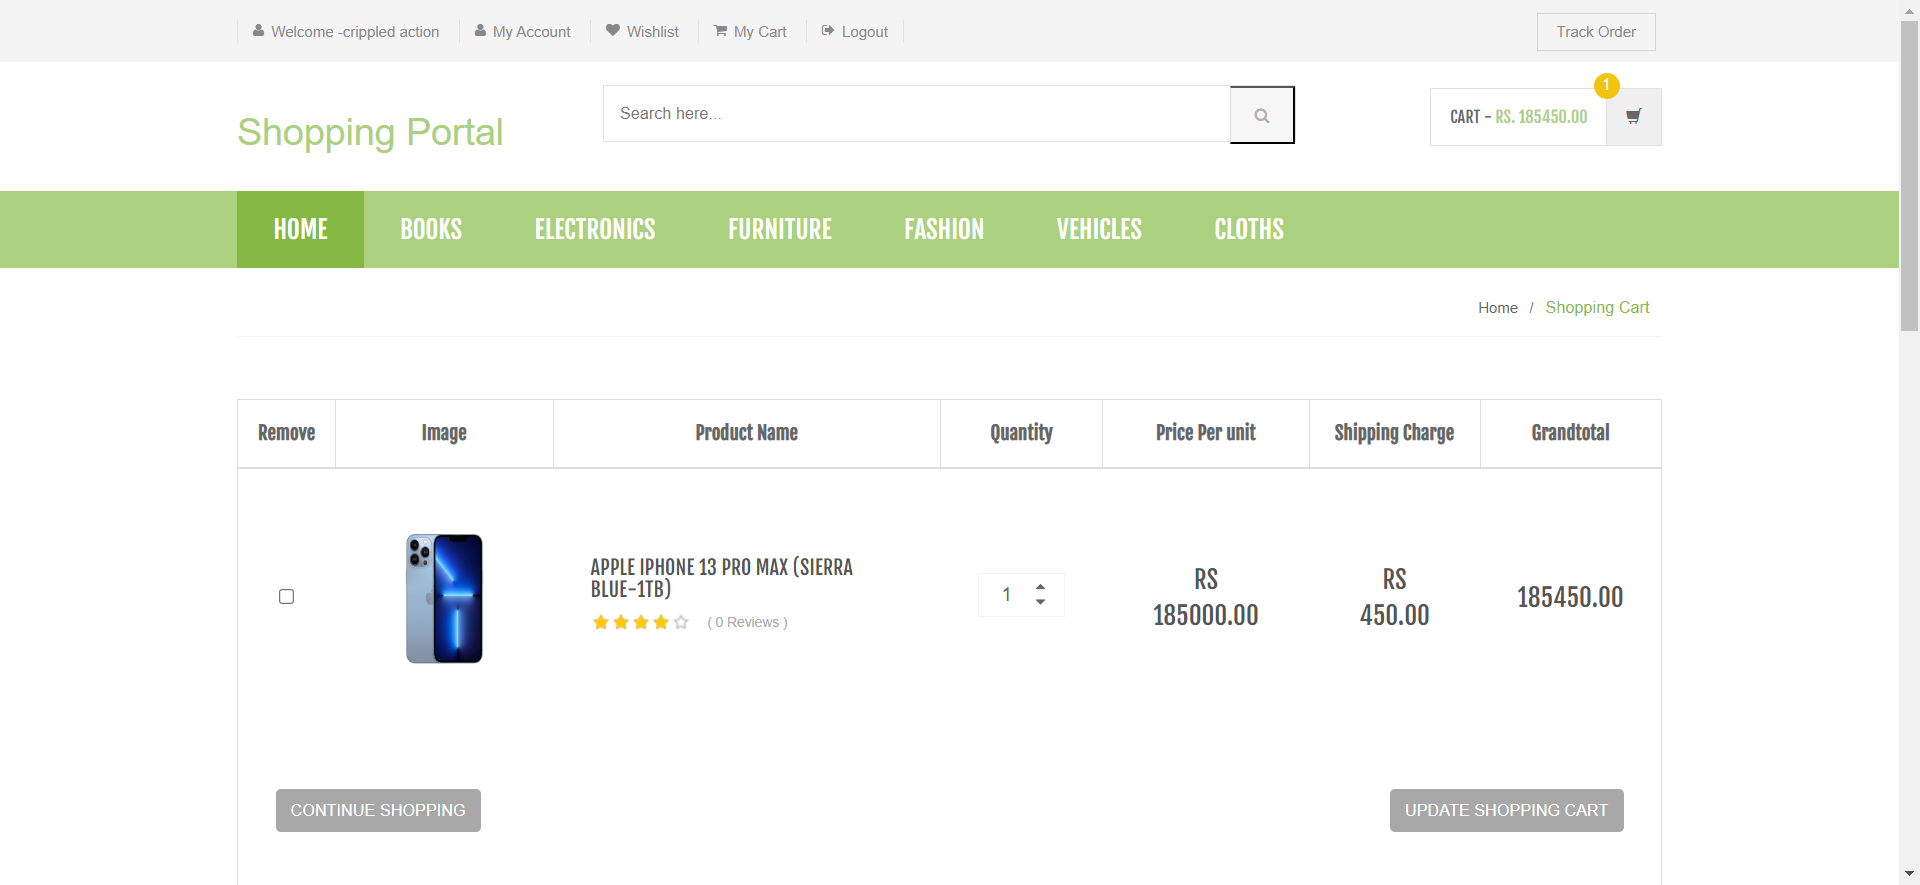 Welcome -crippled action
My Account
Wishlist
My Cart
Logout
Track Order
Shopping Portal
Search here...
CART - RS. 185450.00
1
HOME
BOOKS
ELECTRONICS
FURNITURE
FASHION
VEHICLES
CLOTHS
Home / Shopping Cart
Remove
Image
Product Name
Quantity
Price Per unit
Shipping Charge
Grandtotal
APPLE IPHONE 13 PRO MAX (SIERRA
BLUE-1TB)
( 0 Reviews )
1
RS
185000.00
RS
450.00
185450.00
CONTINUE SHOPPING
UPDATE SHOPPING CART